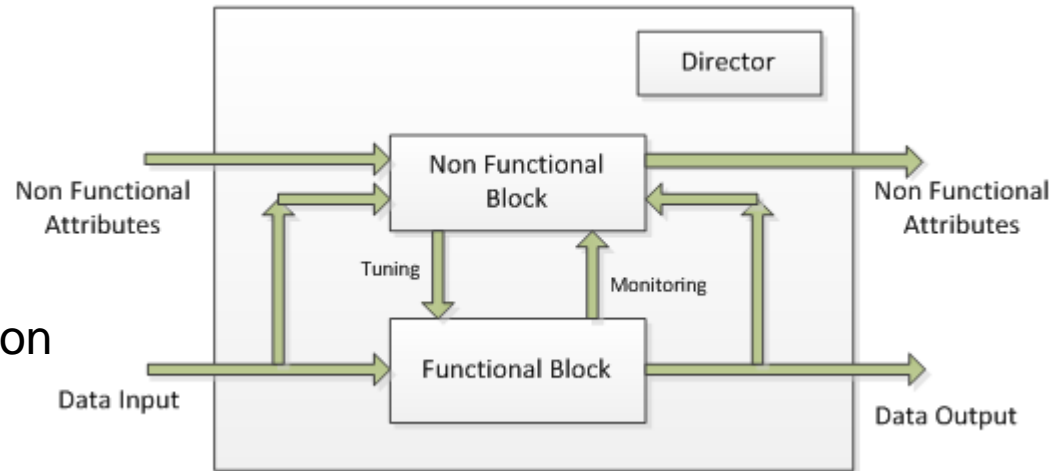 Director
Non Functional
Block
Non Functional
Attributes
Non Functional
Attributes
Tuning
Monitoring
on
Functional Block
Data Input
Data Output